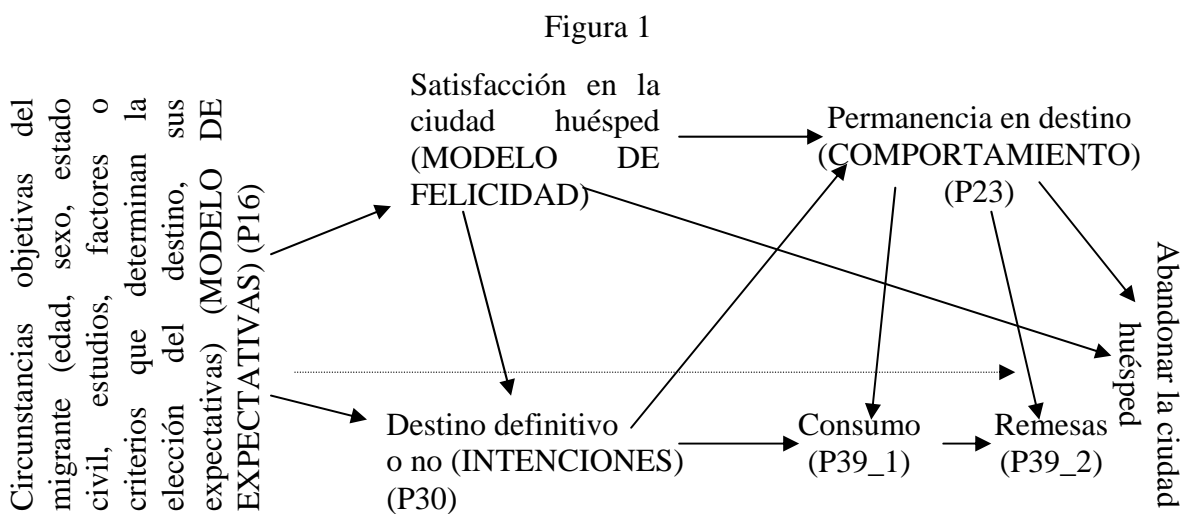 Figura 1
Circunstancias objetivas del
migrante (edad, sexo, estado
civil, estudios, factores o
criterios que determinan la
elección del destino, sus
expectativas) (MODELO DE
EXPECTATIVAS) (P16)
Satisfacción en la
ciudad huésped
(MODELO DE
FELICIDAD)
Permanencia en destino
(COMPORTAMIENTO)
(P23)
Destino definitivo
o no (INTENCIONES)
(P30)
Consumo
(P39_1)
Remesas
(P39_2)
Abandonar la ciudad
huésped